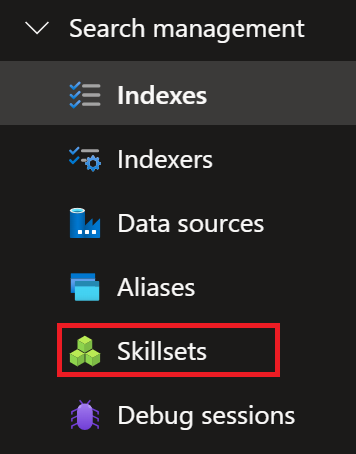 Search management
Indexes
Indexers
Data sources
Aliases
Skillsets
Debug sessions